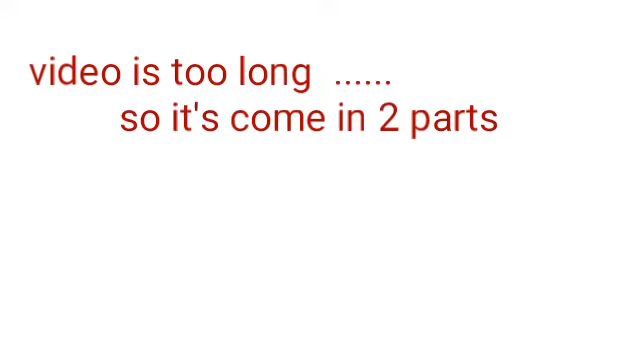 video is too long ......
so it's come in 2 parts